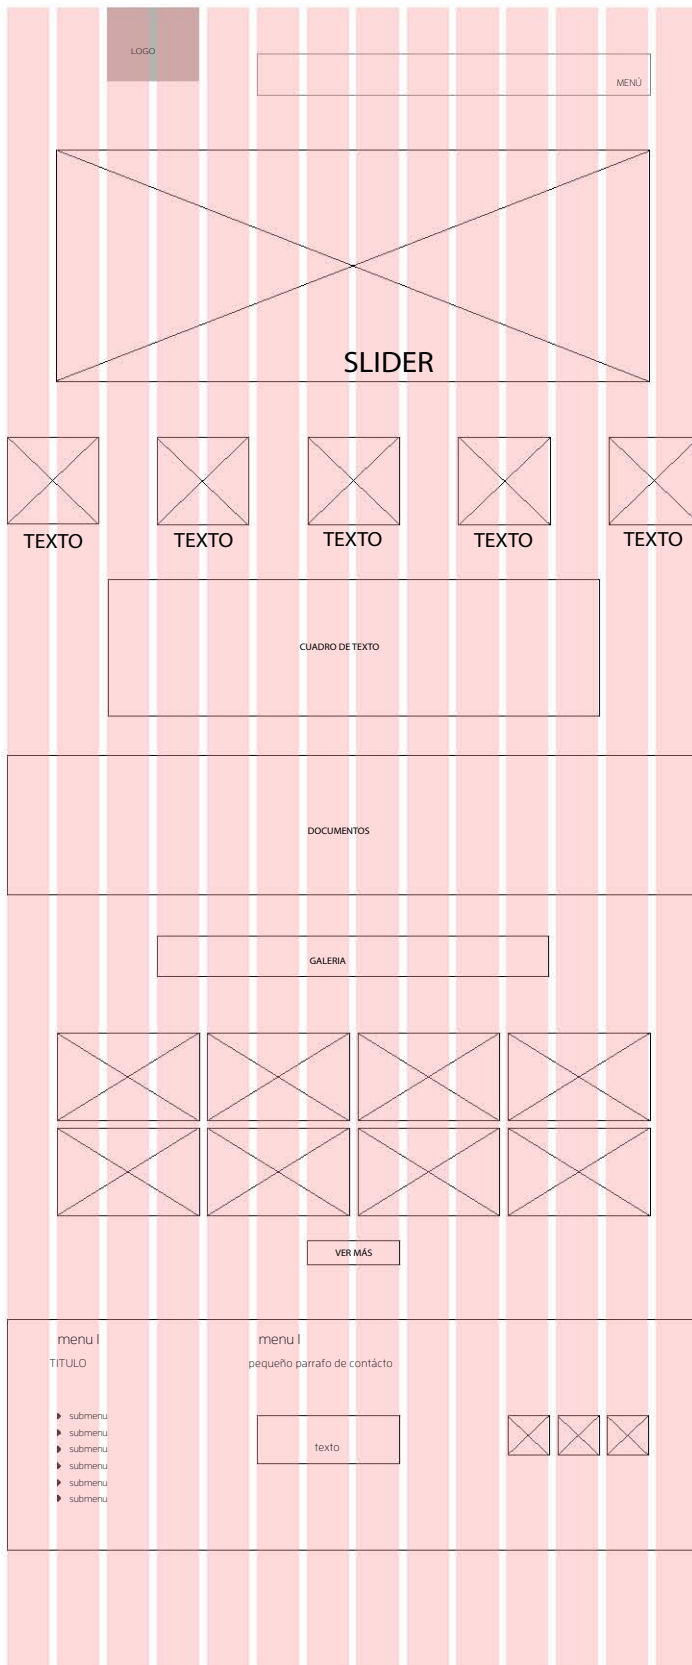 LOGO
MENÚ
SLIDER
TEXTO TEXTO TEXTO TEXTO TEXTO
CUADRO DE TEXTO
DOCUMENTOS
GALERIA
VER MÁS
menu I menu I
TITULO pequeño parrafo de contácto
submenu
submenu
submenu
submenu
submenu
submenu
texto